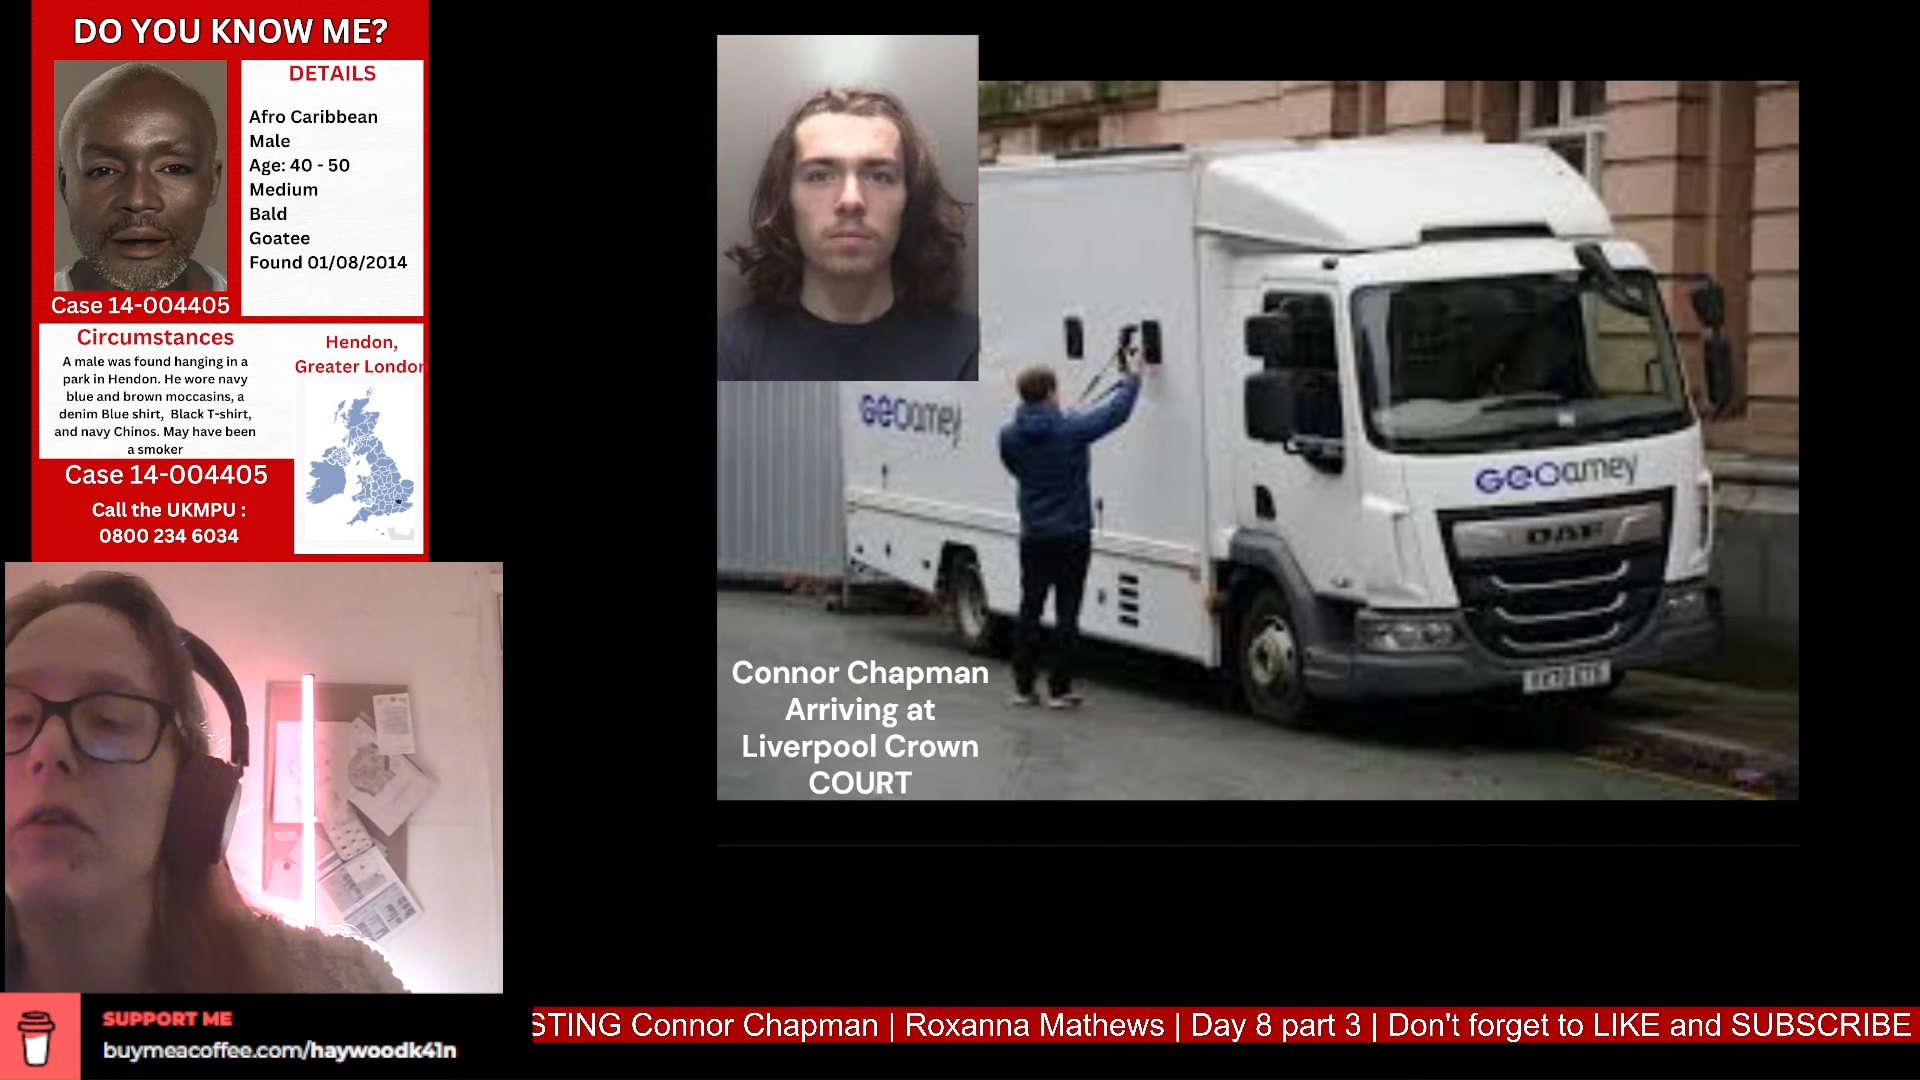 DO YOU KNOW ME?
DETAILS
Afro Caribbean
Male
Age: 40 - 50
Medium
Bald
Goatee
Found 01/08/2014
Case 14-004405
Circumstances
A male was found hanging in a
park in Hendon. He wore navy
blue and brown moccasins, a
denim Blue shirt, Black T-shirt,
and navy Chinos. May have been
a smoker
Hendon,
Greater London
Case 14-004405
Call the UKMPU :
0800 234 6034
Geoamey
Geoamey
DAF
Connor Chapman
Arriving at
Liverpool Crown
COURT
SUPPORT ME
buymeacoffee.com/haywoodk41n
STING Connor Chapman | Roxanna Mathews | Day 8 part 3 | Don't forget to LIKE and SUBSCRIBE